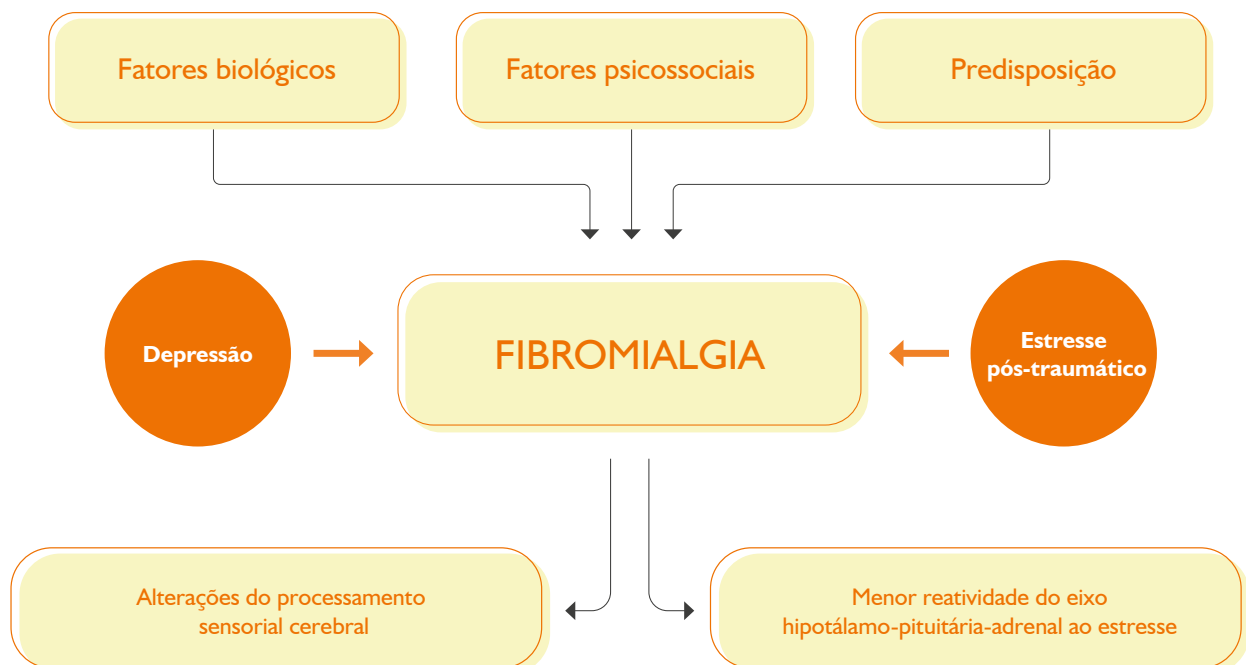 Fatores biológicos
Fatores psicossociais
Predisposição
Depressão
FIBROMIALGIA
Estresse
pós-traumático
Alterações do processamento
sensorial cerebral
Menor reatividade do eixo
hipotálamo-pituitária-adrenal ao estresse